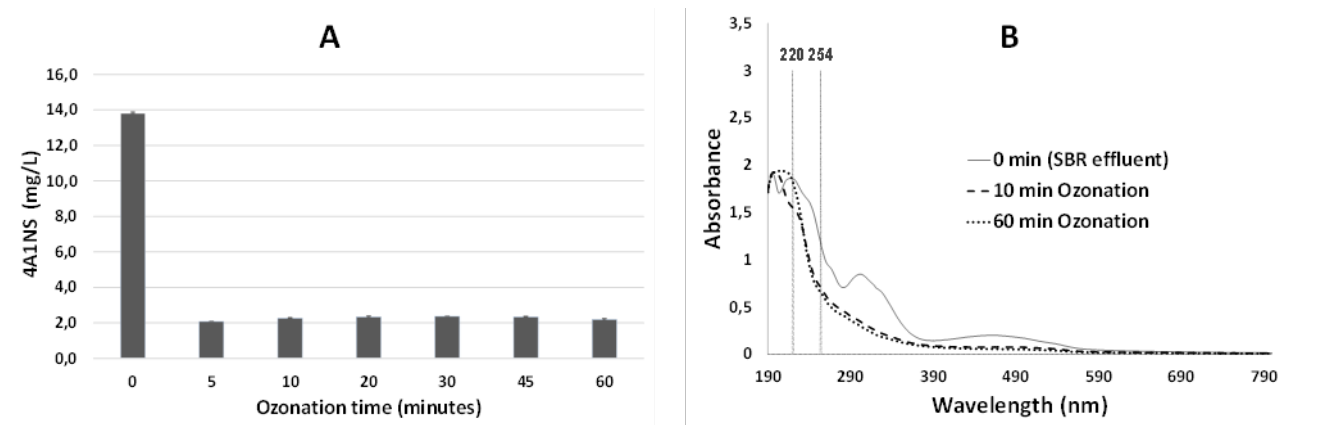 A
16,0
14,0
12,0
10,0
8,0
6,0
4,0
2,0
0,0
4A1NS (mg/L)
0 5 10 20 30 45 60
Ozonation time (minutes)
B
3,5
3
2,5
2
1,5
1
0,5
0
Absorbance
220 254
0 min (SBR effluent)
10 min Ozonation
60 min Ozonation
190 290 390 490 590 690 790
Wavelength (nm)